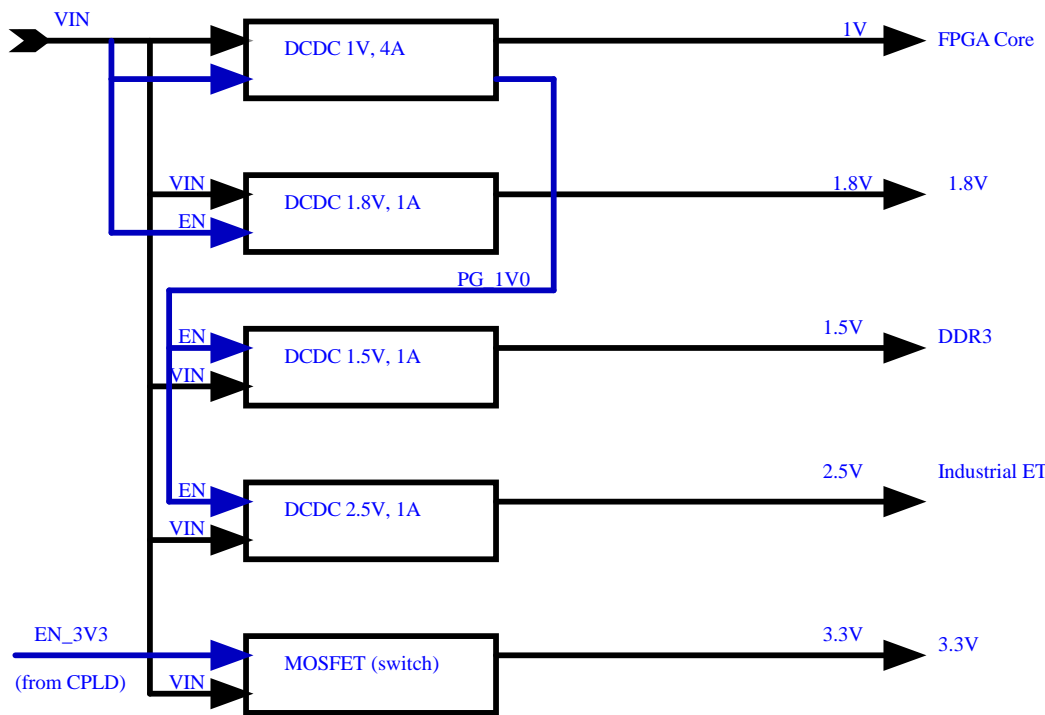 VIN
DCDC 1V, 4A
1V
FPGA Core
VIN
DCDC 1.8V, 1A
1.8V
1.8V
EN
PG_1V0
EN
DCDC 1.5V, 1A
1.5V
DDR3
VIN
EN
DCDC 2.5V, 1A
2.5V
Industrial ET
VIN
EN_3V3
MOSFET (switch)
3.3V
3.3V
(from CPLD)
VIN